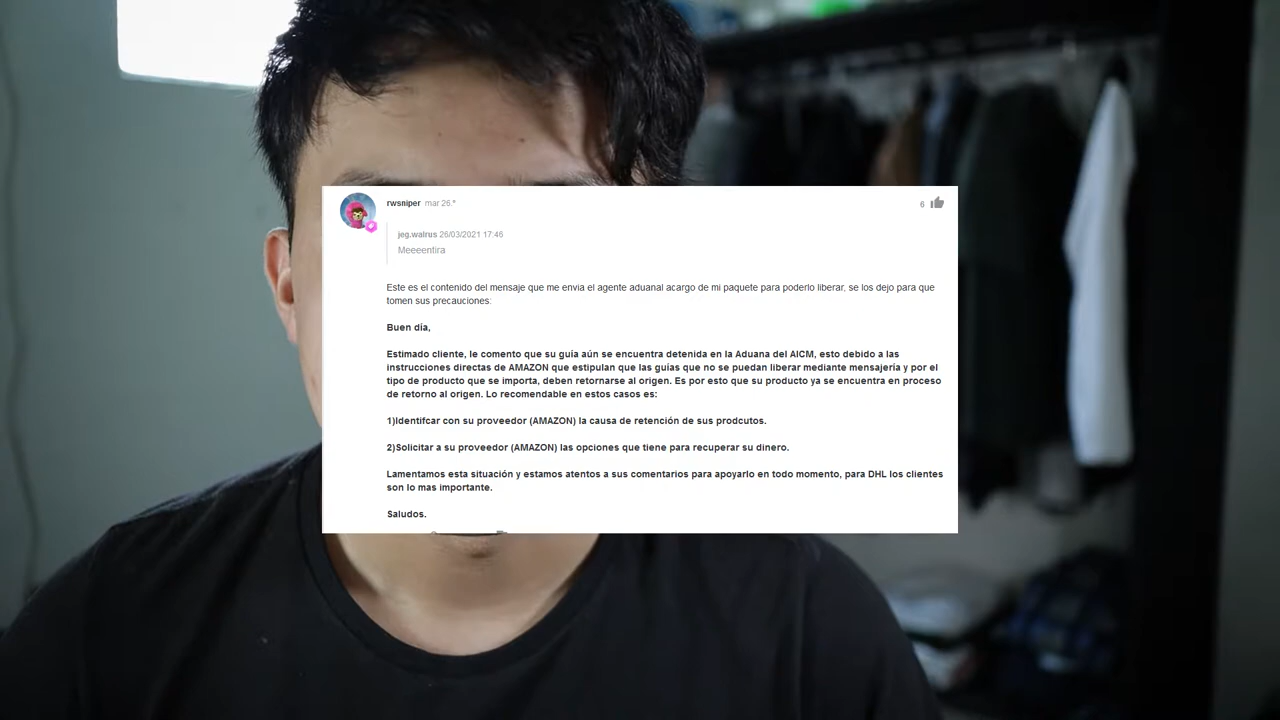 rwsniper mar 26.*
6
jeg.walrus 26/03/2021 17:46
Meeeentira
Este es el contenido del mensaje que me envia el agente aduanal acargo de mi paquete para poderlo liberar, se los dejo para que
tomen sus precauciones:
Buen día,
Estimado cliente, le comento que su guía aún se encuentra detenida en la Aduana del AICM, esto debido a las
instrucciones directas de AMAZON que estipulan que las guías que no se puedan liberar mediante mensajería y por el
tipo de producto que se importa, deben retornarse al origen. Es por esto que su producto ya se encuentra en proceso
de retorno al origen. Lo recomendable en estos casos es:
1)Identifcar con su proveedor (AMAZON) la causa de retención de sus prodcutos.
2)Solicitar a su proveedor (AMAZON) las opciones que tiene para recuperar su dinero.
Lamentamos esta situación y estamos atentos a sus comentarios para apoyarlo en todo momento, para DHL los clientes
son lo mas importante.
Saludos.